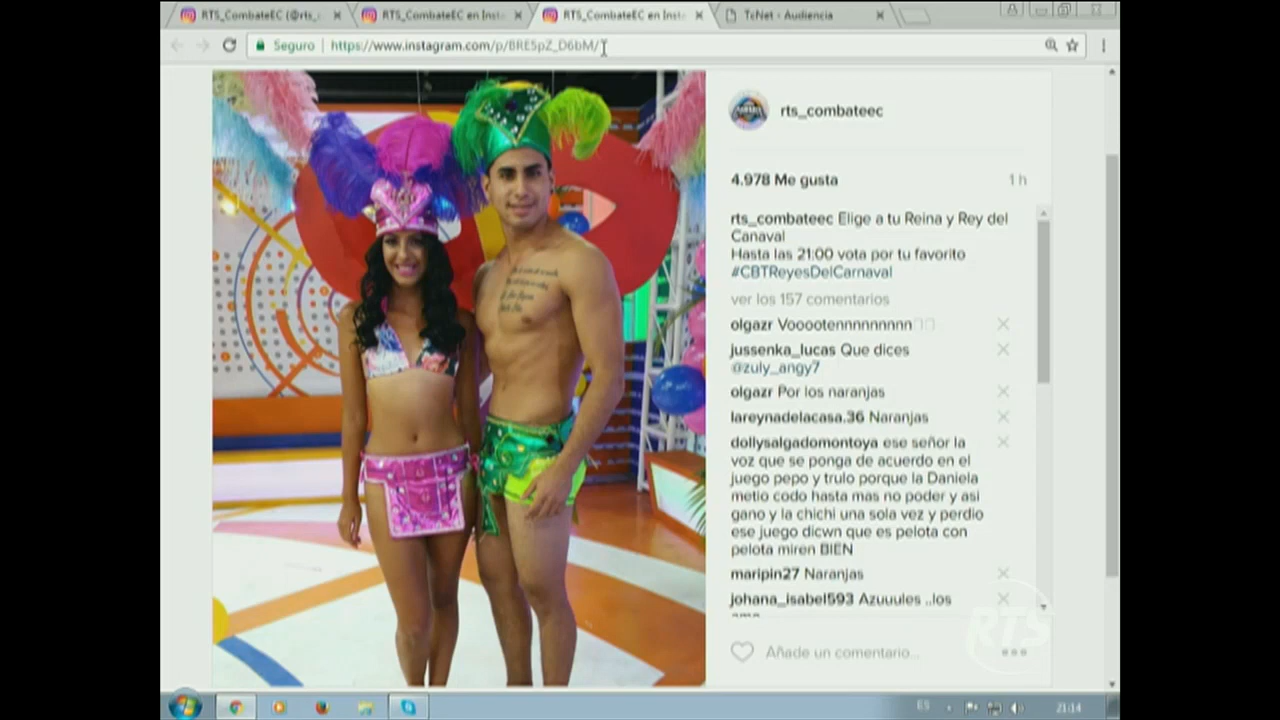 RTS_CombateEC (@rts_c
RTS_CombateEC en Insta
RTS_CombateEC en Insta
TcNet - Audiencia
Seguro
https://www.instagram.com/p/BRE5pZ_D6bM/
rts_combateec
4.978 Me gusta
1 h
rts_combateec Elige a tu Reina y Rey del
Canaval
Hasta las 21:00 vota por tu favorito
#CBTReyesDelCarnaval
ver los 157 comentarios
olgazr Vooootennnnnnnnn
jussenka_lucas Que dices
@zuly_angy7
olgazr Por los naranjas
lareynadelacasa.36 Naranjas
dollysalgadomontoya ese señor la
voz que se ponga de acuerdo en el
juego pepo y trulo porque la Daniela
metio codo hasta mas no poder y asi
gano y la chichi una sola vez y perdio
ese juego dicwn que es pelota con
pelota miren BIEN
maripin27 Naranjas
johana_isabel593 Azuuules ..los
RTS
Añade un comentario...
ES
21:14